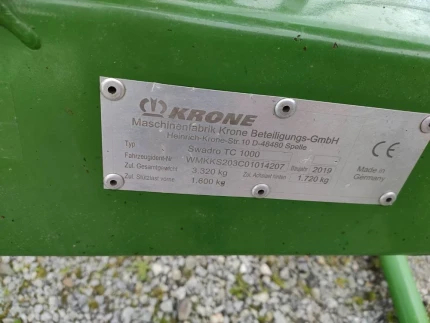 KRONE
Maschinenfabrik Krone Beteiligungs-GmbH
Heinrich-Krone-Str. 10 D-48480 Spelle
Typ Swadro TC 1000
Fahrzeugidentnr WMKKS203C01014207 Baujahr 2019
Zul. Gesamtgewicht 3.320 kg Zul. Achslast hinten 1.720 kg
Zul. Stützlast vorne 1.600 kg
CE
Made in
Germany